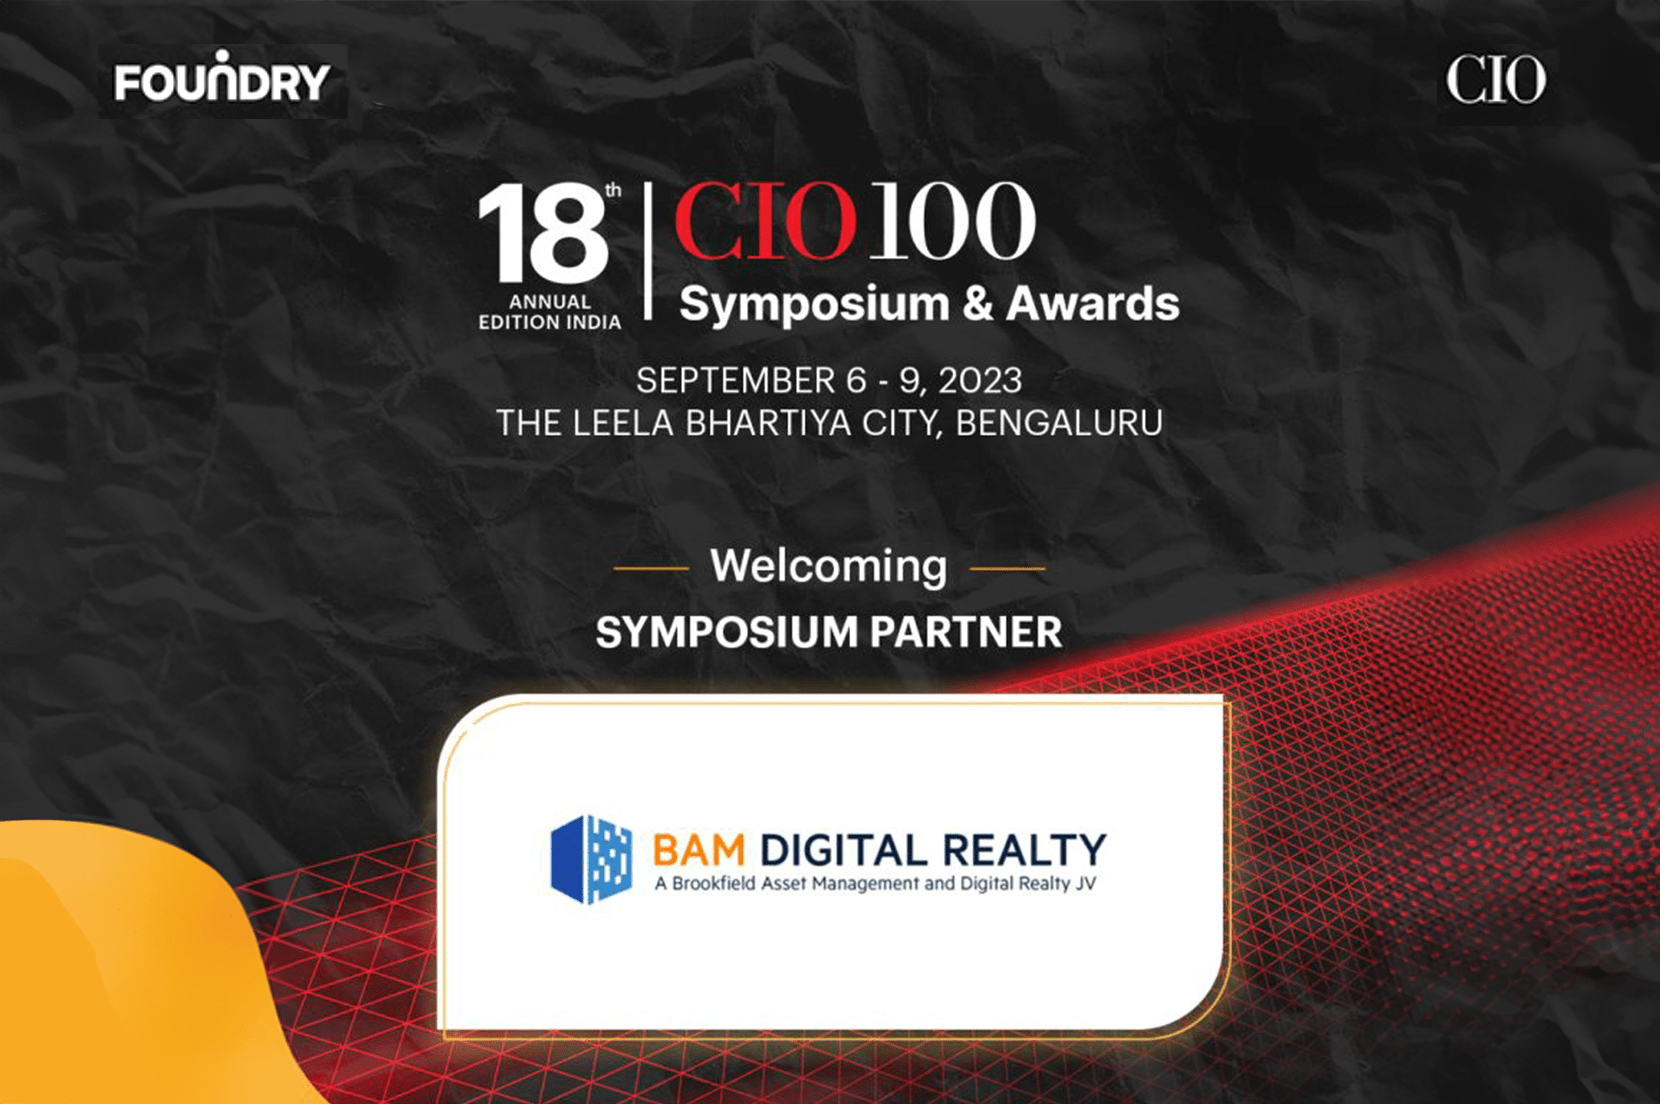 FOUNDRY
CIO
18th
ANNUAL
EDITION INDIA
CIO 100
Symposium & Awards
SEPTEMBER 6 - 9, 2023
THE LEELA BHARTIYA CITY, BENGALURU
Welcoming
SYMPOSIUM PARTNER
BAM DIGITAL REALTY
A Brookfield Asset Management and Digital Realty JV